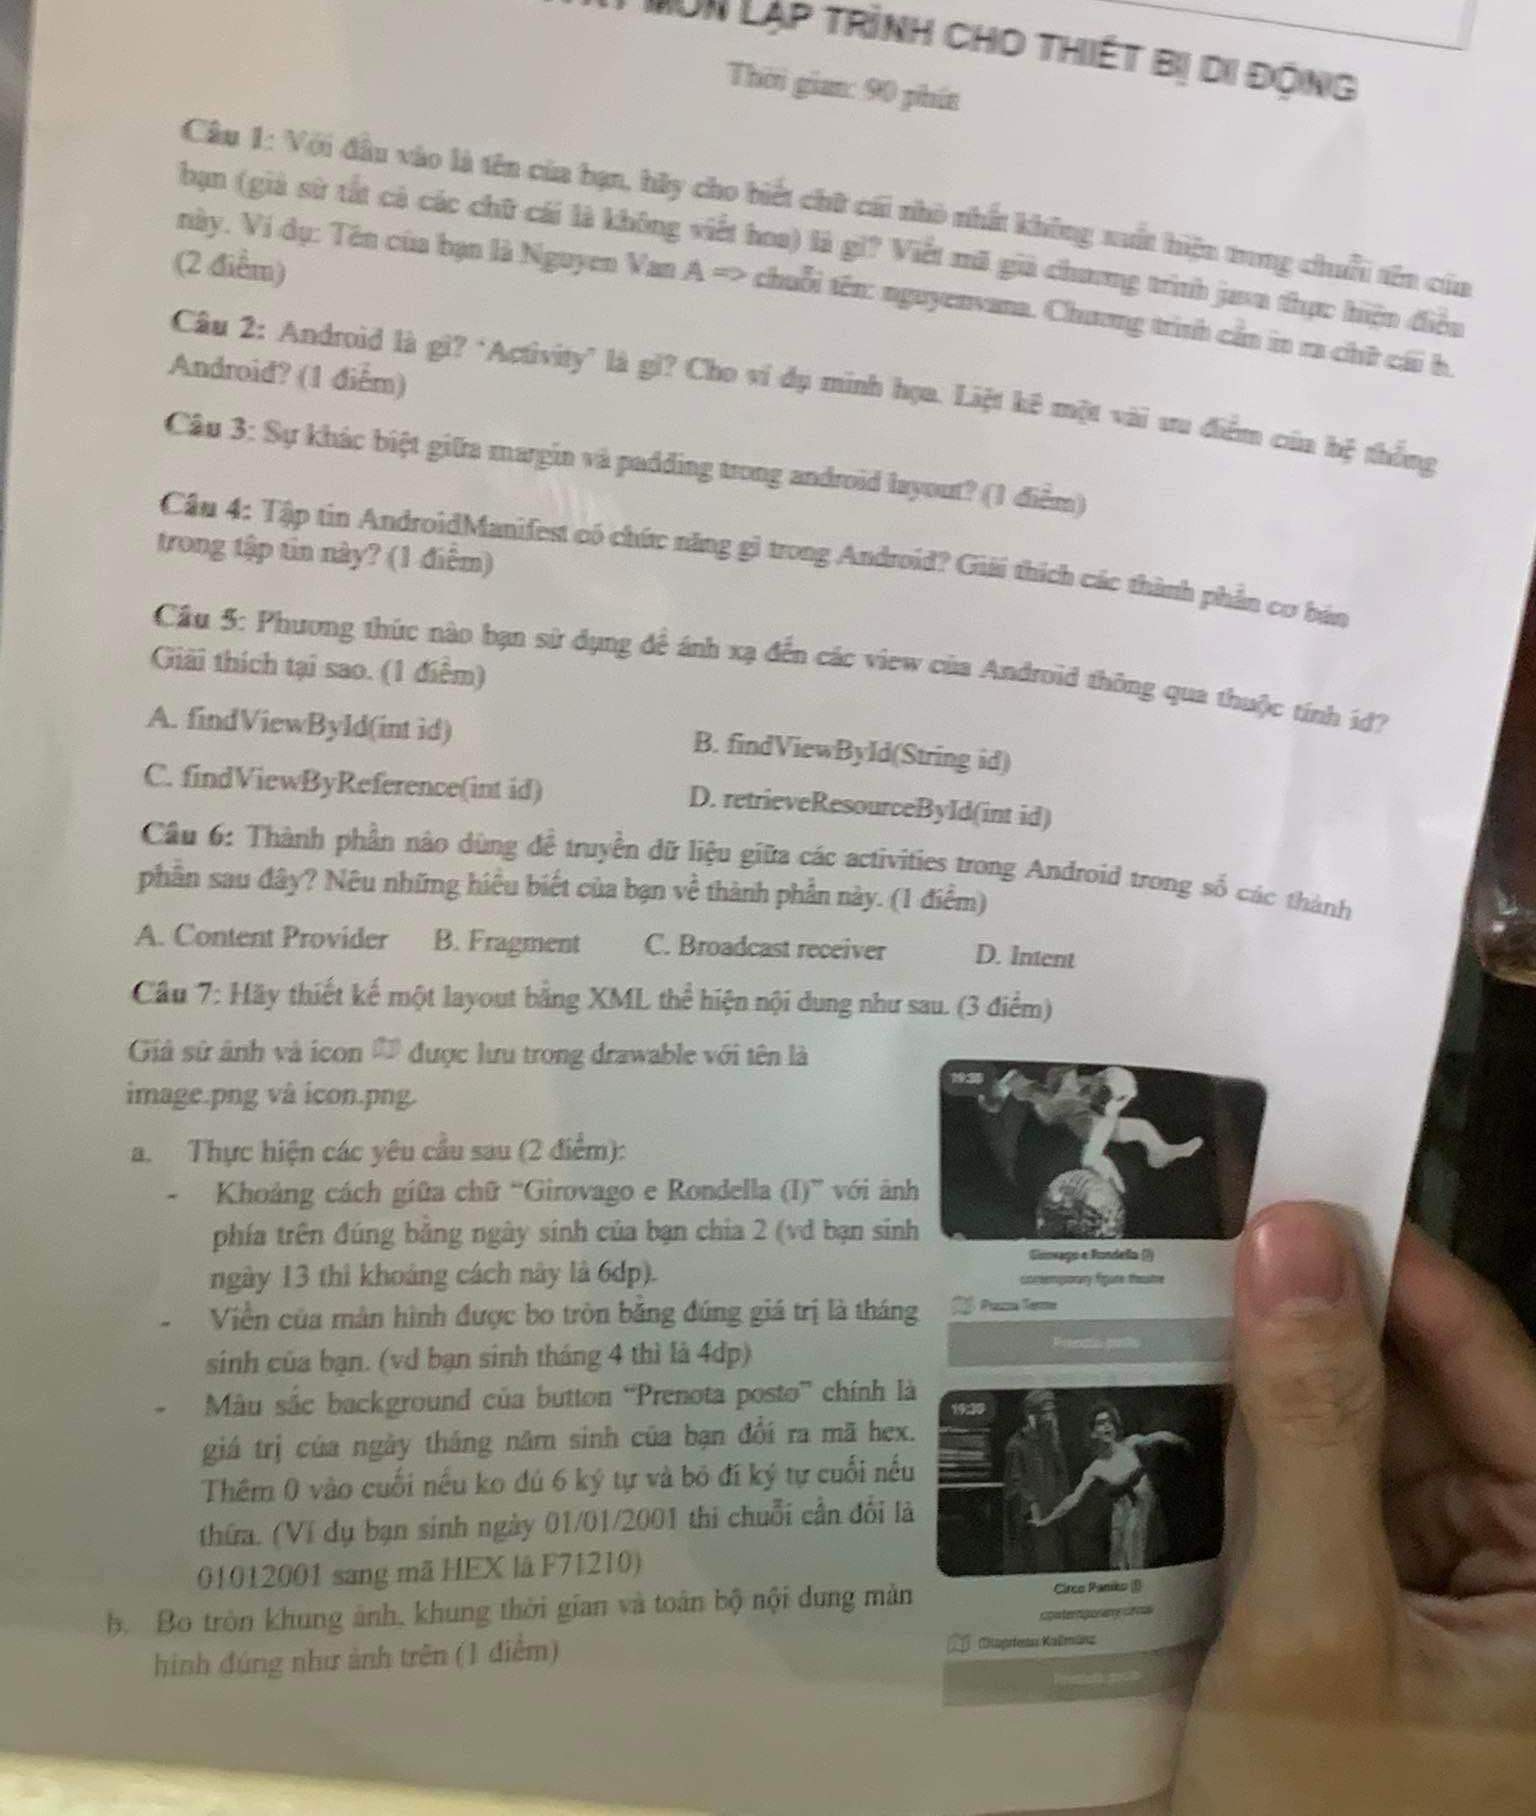 MÔN LẬP TRÌNH CHO THIẾT BỊ DI ĐỘNG
Thời gian: 90 phút
Câu 1: Với đầu vào là tên của bạn, hãy cho biết chữ cái nhỏ nhất không xuất hiện trong chuỗi tên của
bạn (giả sử tất cả các chữ cái là không viết hoa) là gì? Viết mã giả chương trình java thực hiện điều
này. Ví dụ: Tên của bạn là Nguyen Van A => chuỗi tên: nguyenvana. Chương trình cần in ra chữ cái b.
(2 điểm)
Câu 2: Android là gì? "Activity" là gì? Cho ví dụ minh họa. Liệt kê một vài ưu điểm của hệ thống
Android? (1 điểm)
Câu 3: Sự khác biệt giữa margin và padding trong android layout? (1 điểm)
Câu 4: Tập tin AndroidManifest có chức năng gì trong Android? Giải thích các thành phần cơ bản
trong tập tin này? (1 điểm)
Câu 5: Phương thức nào bạn sử dụng để ánh xạ đến các view của Android thông qua thuộc tính id?
Giải thích tại sao. (1 điểm)
A. findViewById(int id) B. findViewById(String id)
C. findViewByReference(int id) D. retrieveResourceById(int id)
Câu 6: Thành phần nào dùng để truyền dữ liệu giữa các activities trong Android trong số các thành
phần sau đây? Nêu những hiểu biết của bạn về thành phần này. (1 điểm)
A. Content Provider B. Fragment C. Broadcast receiver D. Intent
Câu 7: Hãy thiết kế một layout bằng XML thể hiện nội dung như sau. (3 điểm)
Giả sử ảnh và icon được lưu trong drawable với tên là
image.png và icon.png.
a. Thực hiện các yêu cầu sau (2 điểm):
- Khoảng cách giữa chữ "Girovago e Rondella (I)" với ảnh
phía trên đúng bằng ngày sinh của bạn chia 2 (vd bạn sinh
ngày 13 thì khoảng cách này là 6dp).
- Viền của màn hình được bo tròn bằng đúng giá trị là tháng
sinh của bạn. (vd bạn sinh tháng 4 thì là 4dp)
- Màu sắc background của button "Prenota posto" chính là
giá trị của ngày tháng năm sinh của bạn đổi ra mã hex.
Thêm 0 vào cuối nếu ko đủ 6 ký tự và bỏ đi ký tự cuối nếu
thừa. (Ví dụ bạn sinh ngày 01/01/2001 thì chuỗi cần đổi là
01012001 sang mã HEX là F71210)
b. Bo tròn khung ảnh, khung thời gian và toàn bộ nội dung màn
hình đúng như ảnh trên (1 điểm)
19:30
Girovago e Rondella (I)
contemporary figure theatre
Piazza Terme
19:30
Circo Paniko (I)
contemporary circus